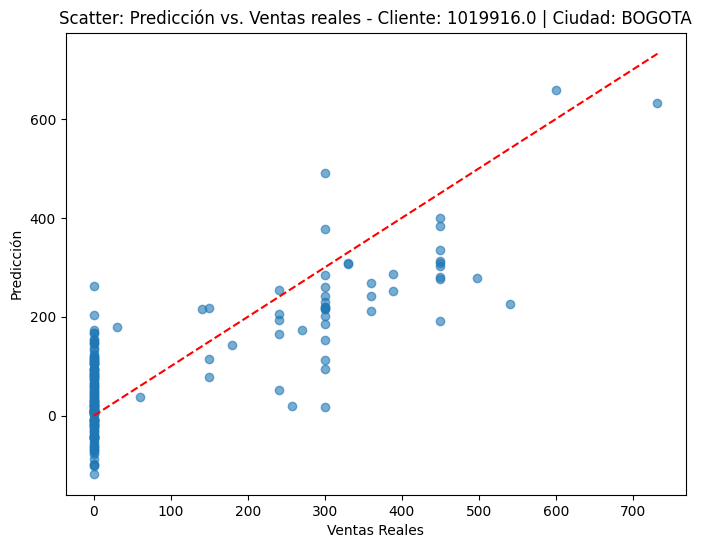 Scatter: Predicción vs. Ventas reales - Cliente: 1019916.0 | Ciudad: BOGOTA
Predicción
600
400
200
0
0 100 200 300 400 500 600 700
Ventas Reales